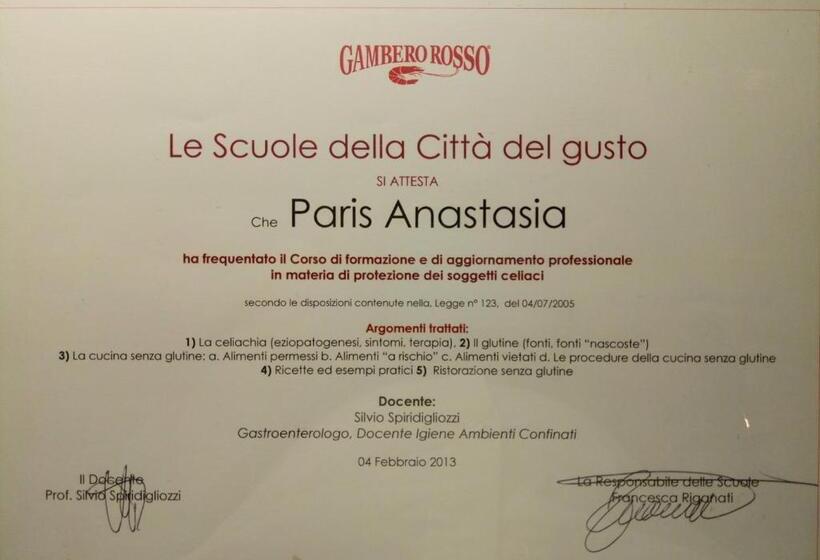 GAMBERO ROSSO®
Le Scuole della Città del gusto
SI ATTESTA
Che Paris Anastasia
ha frequentato il Corso di formazione e di aggiornamento professionale
in materia di protezione dei soggetti celiaci
secondo le disposizioni contenute nella, Legge n° 123, del 04/07/2005
Argomenti trattati:
1) La celiachia (eziopatogenesi, sintomi, terapia), 2) Il glutine (fonti, fonti "nascoste")
3) La cucina senza glutine: a. Alimenti permessi b. Alimenti "a rischio" c. Alimenti vietati d. Le procedure della cucina senza glutine
4) Ricette ed esempi pratici 5) Ristorazione senza glutine
Docente:
Silvio Spiridigliozzi
Gastroenterologo, Docente Igiene Ambienti Confinati
04 Febbraio 2013
Il Docente
Prof. Silvio Spiridigliozzi
La Responsabile delle Scuole
Francesca Riganati